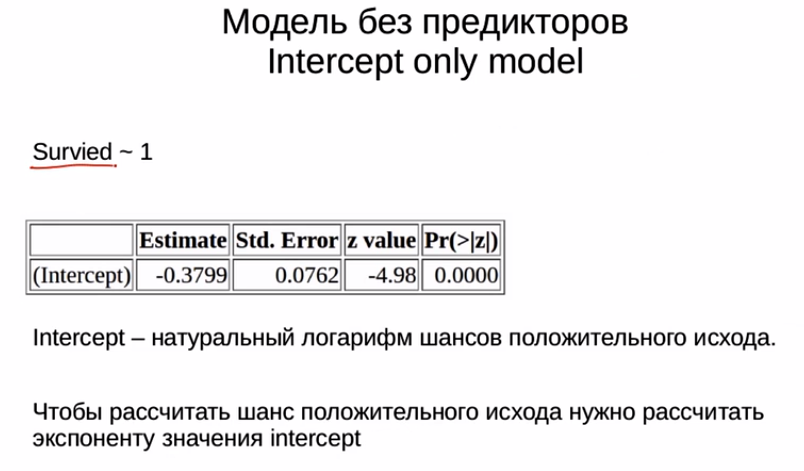 Модель без предикторов
Intercept only model
Survied ~ 1
Estimate Std. Error z value Pr(>|z|)
(Intercept) -0.3799 0.0762 -4.98 0.0000
Intercept – натуральный логарифм шансов положительного исхода.
Чтобы рассчитать шанс положительного исхода нужно рассчитать
экспоненту значения intercept